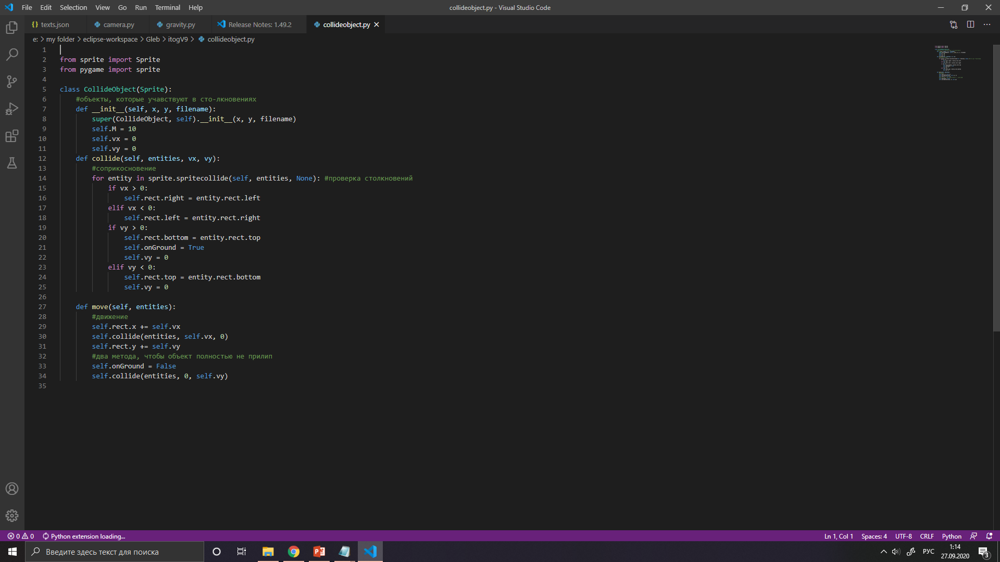 File Edit Selection View Go Run Terminal Help
collideobject.py - Visual Studio Code
{} texts.json
camera.py
gravity.py
Release Notes: 1.49.2
collideobject.py
e: > my folder > eclipse-workspace > Gleb > itogV9 > collideobject.py
1
2 from sprite import Sprite
3 from pygame import sprite
4
5 class CollideObject(Sprite):
6     #объекты, которые учавствуют в сто-лкновениях
7     def __init__(self, x, y, filename):
8         super(CollideObject, self).__init__(x, y, filename)
9         self.M = 10
10         self.vx = 0
11         self.vy = 0
12     def collide(self, entities, vx, vy):
13         #соприкосновение
14         for entity in sprite.spritecollide(self, entities, None): #проверка столкновений
15             if vx > 0:
16                 self.rect.right = entity.rect.left
17             elif vx < 0:
18                 self.rect.left = entity.rect.right
19             if vy > 0:
20                 self.rect.bottom = entity.rect.top
21                 self.onGround = True
22                 self.vy = 0
23             elif vy < 0:
24                 self.rect.top = entity.rect.bottom
25                 self.vy = 0
26
27     def move(self, entities):
28         #движение
29         self.rect.x += self.vx
30         self.collide(entities, self.vx, 0)
31         self.rect.y += self.vy
32         #два метода, чтобы объект полностью не прилип
33         self.onGround = False
34         self.collide(entities, 0, self.vy)
35
0 0 Python extension loading...
Ln 1, Col 1 Spaces: 4 UTF-8 CRLF Python
Введите здесь текст для поиска
РУС
1:14
27.09.2020
3